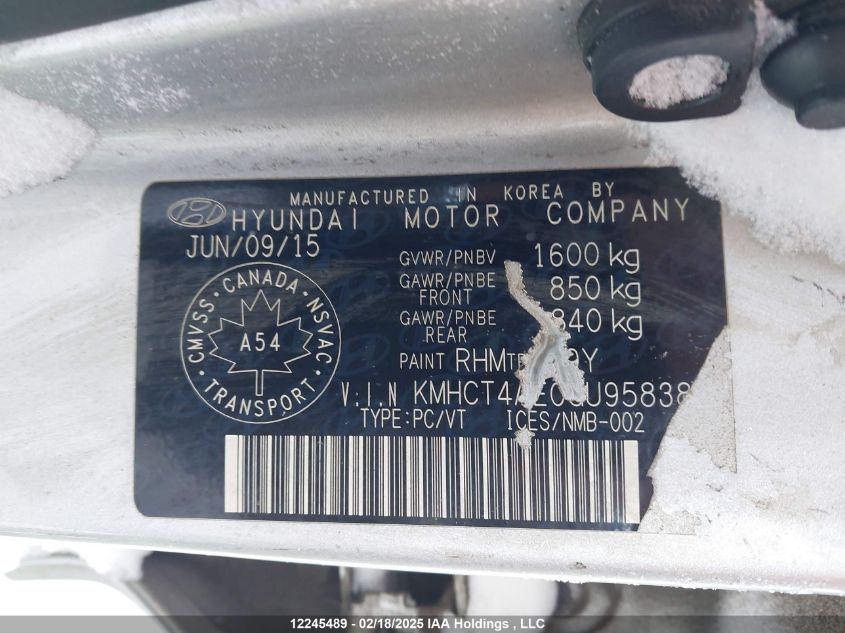 MANUFACTURED IN KOREA BY
HYUNDAI MOTOR COMPANY
JUN/09/15
GVWR/PNBV 1600 kg
GAWR/PNBE FRONT 850 kg
GAWR/PNBE REAR 840 kg
PAINT RHM
CMVSS · CANADA · NSVAC · TRANSPORT
A54
V.I.N
TYPE:PC/VT ICES/NMB-002
12245489 - 02/18/2025 IAA Holdings , LLC